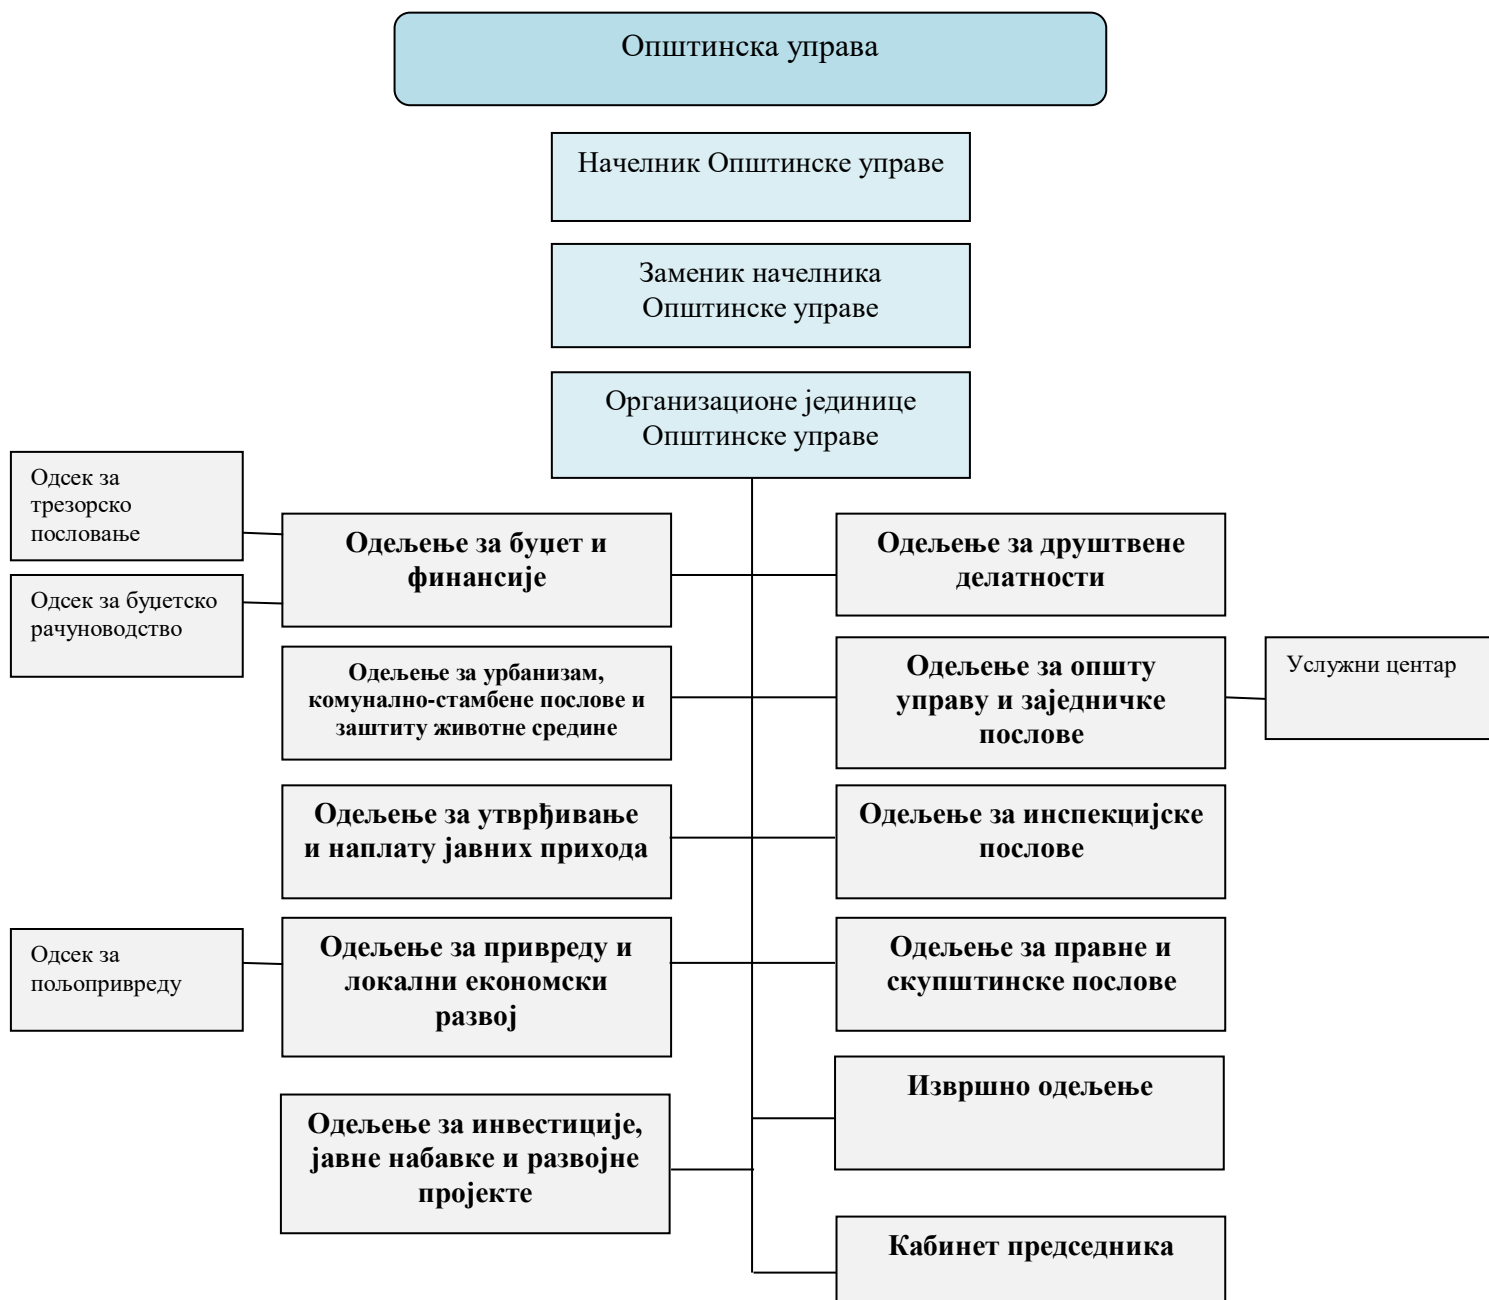 Општинска управа
Начелник Општинске управе
Заменик начелника
Општинске управе
Организационе јединице
Општинске управе
Одсек за
трезорско
пословање
Одељење за буџет и
финансије
Одељење за друштвене
делатности
Одсек за буџетско
рачуноводство
Одељење за урбанизам,
комунално-стамбене послове и
заштиту животне средине
Одељење за општу
управу и заједничке
послове
Услужни центар
Одељење за утврђивање
и наплату јавних прихода
Одељење за инспекцијске
послове
Одсек за
пољопривреду
Одељење за привреду и
локални економски
развој
Одељење за правне и
скупштинске послове
Извршно одељење
Одељење за инвестиције,
јавне набавке и развојне
пројекте
Кабинет председника